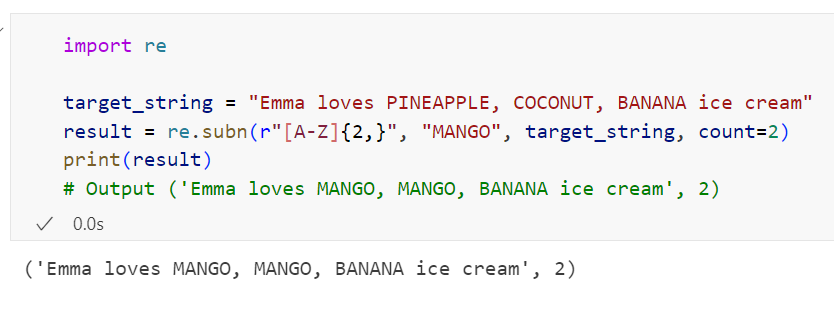 import re
target_string = "Emma loves PINEAPPLE, COCONUT, BANANA ice cream"
result = re.subn(r"[A-Z]{2,}", "MANGO", target_string, count=2)
print(result)
# Output ('Emma loves MANGO, MANGO, BANANA ice cream', 2)
0.0s
('Emma loves MANGO, MANGO, BANANA ice cream', 2)